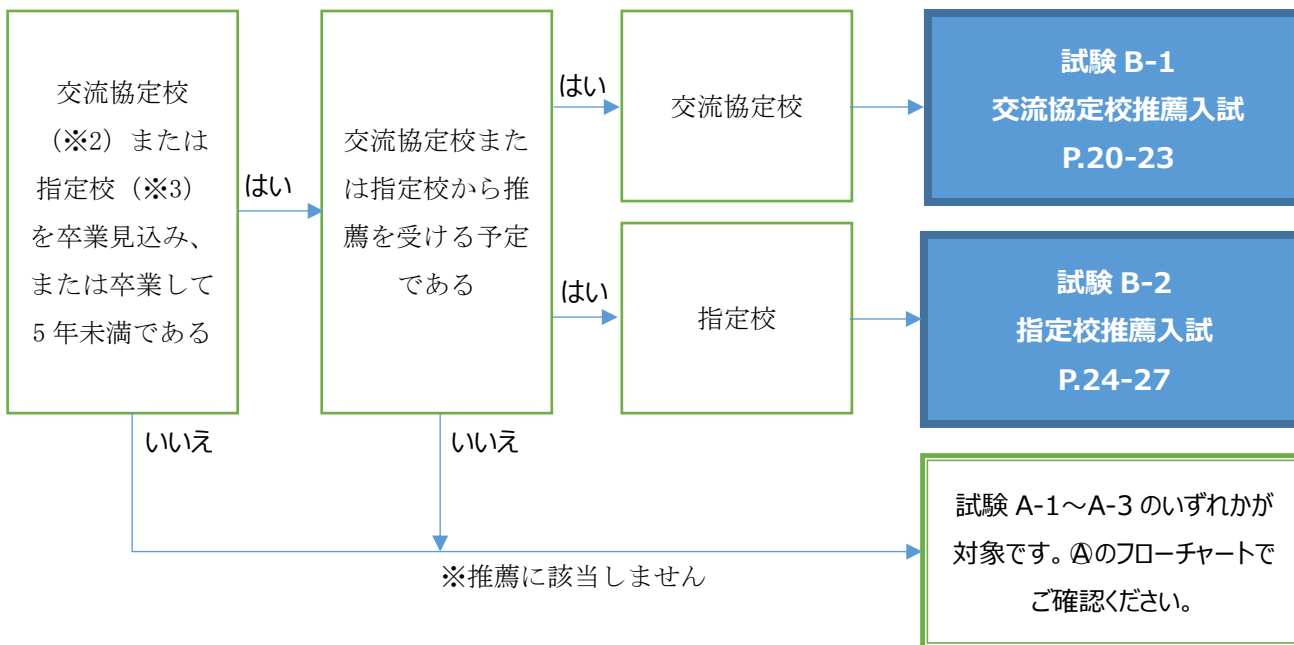 交流協定校
（※2）または
指定校（※3）
を卒業見込み、
または卒業して
5 年未満である
はい
いいえ
交流協定校また
は指定校から推
薦を受ける予定
である
はい
はい
いいえ
交流協定校
指定校
試験 B-1
交流協定校推薦入試
P.20-23
試験 B-2
指定校推薦入試
P.24-27
※推薦に該当しません
試験 A-1～A-3 のいずれかが
対象です。Ⓐのフローチャートで
ご確認ください。